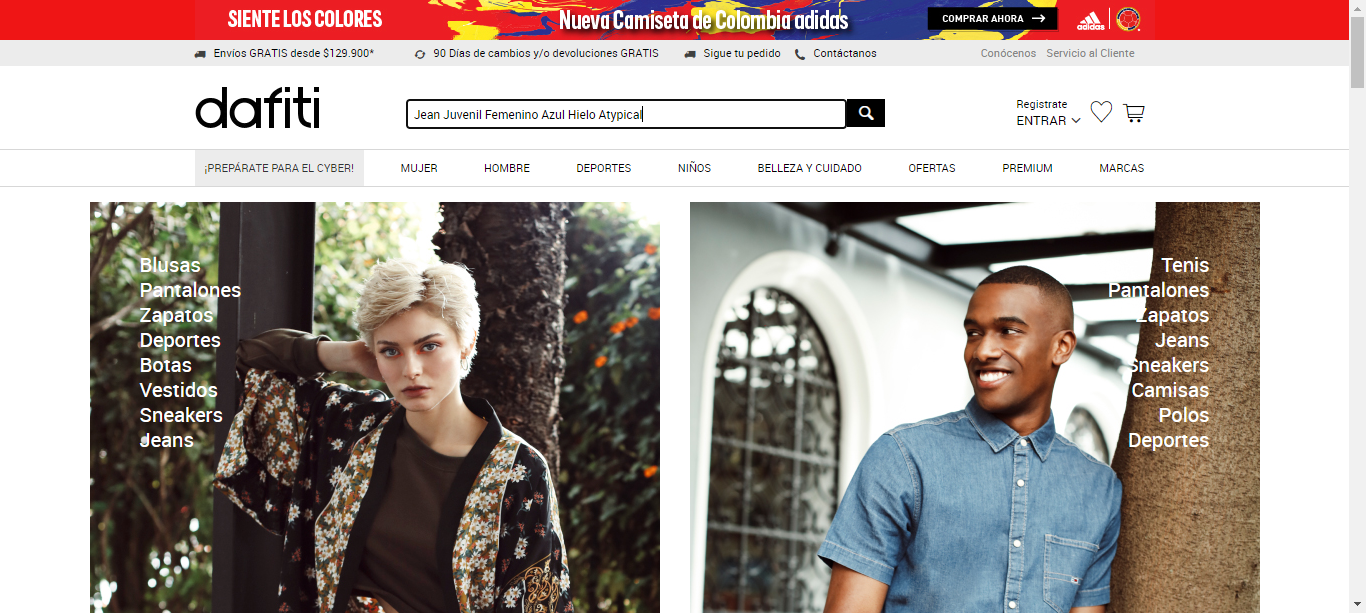 SIENTE LOS COLORES
Nueva Camiseta de Colombia adidas
COMPRAR AHORA
adidas
Envíos GRATIS desde $129.900*
90 Días de cambios y/o devoluciones GRATIS
Sigue tu pedido
Contáctanos
Conócenos
Servicio al Cliente
dafiti
Jean Juvenil Femenino Azul Hielo Atypical
Registrate
ENTRAR
¡PREPÁRATE PARA EL CYBER!
MUJER
HOMBRE
DEPORTES
NIÑOS
BELLEZA Y CUIDADO
OFERTAS
PREMIUM
MARCAS
Blusas
Pantalones
Zapatos
Deportes
Botas
Vestidos
Sneakers
Jeans
Tenis
Pantalones
Zapatos
Jeans
Sneakers
Camisas
Polos
Deportes